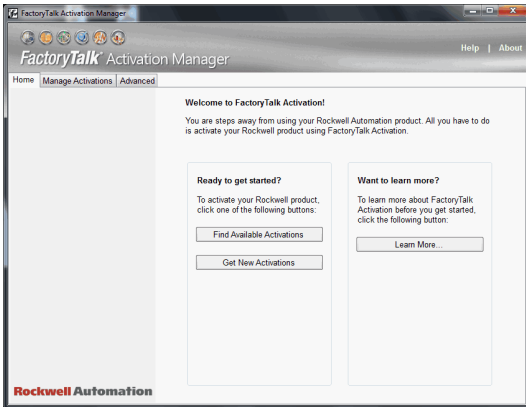 FactoryTalk Activation Manager
Help | About
FactoryTalk Activation Manager
Home Manage Activations Advanced
Welcome to FactoryTalk Activation!
You are steps away from using your Rockwell Automation product. All you have to do
is activate your Rockwell product using FactoryTalk Activation.
Ready to get started?
To activate your Rockwell product,
click one of the following buttons:
Find Available Activations
Get New Activations
Want to learn more?
To learn more about FactoryTalk
Activation before you get started,
click the following button:
Learn More...
Rockwell Automation